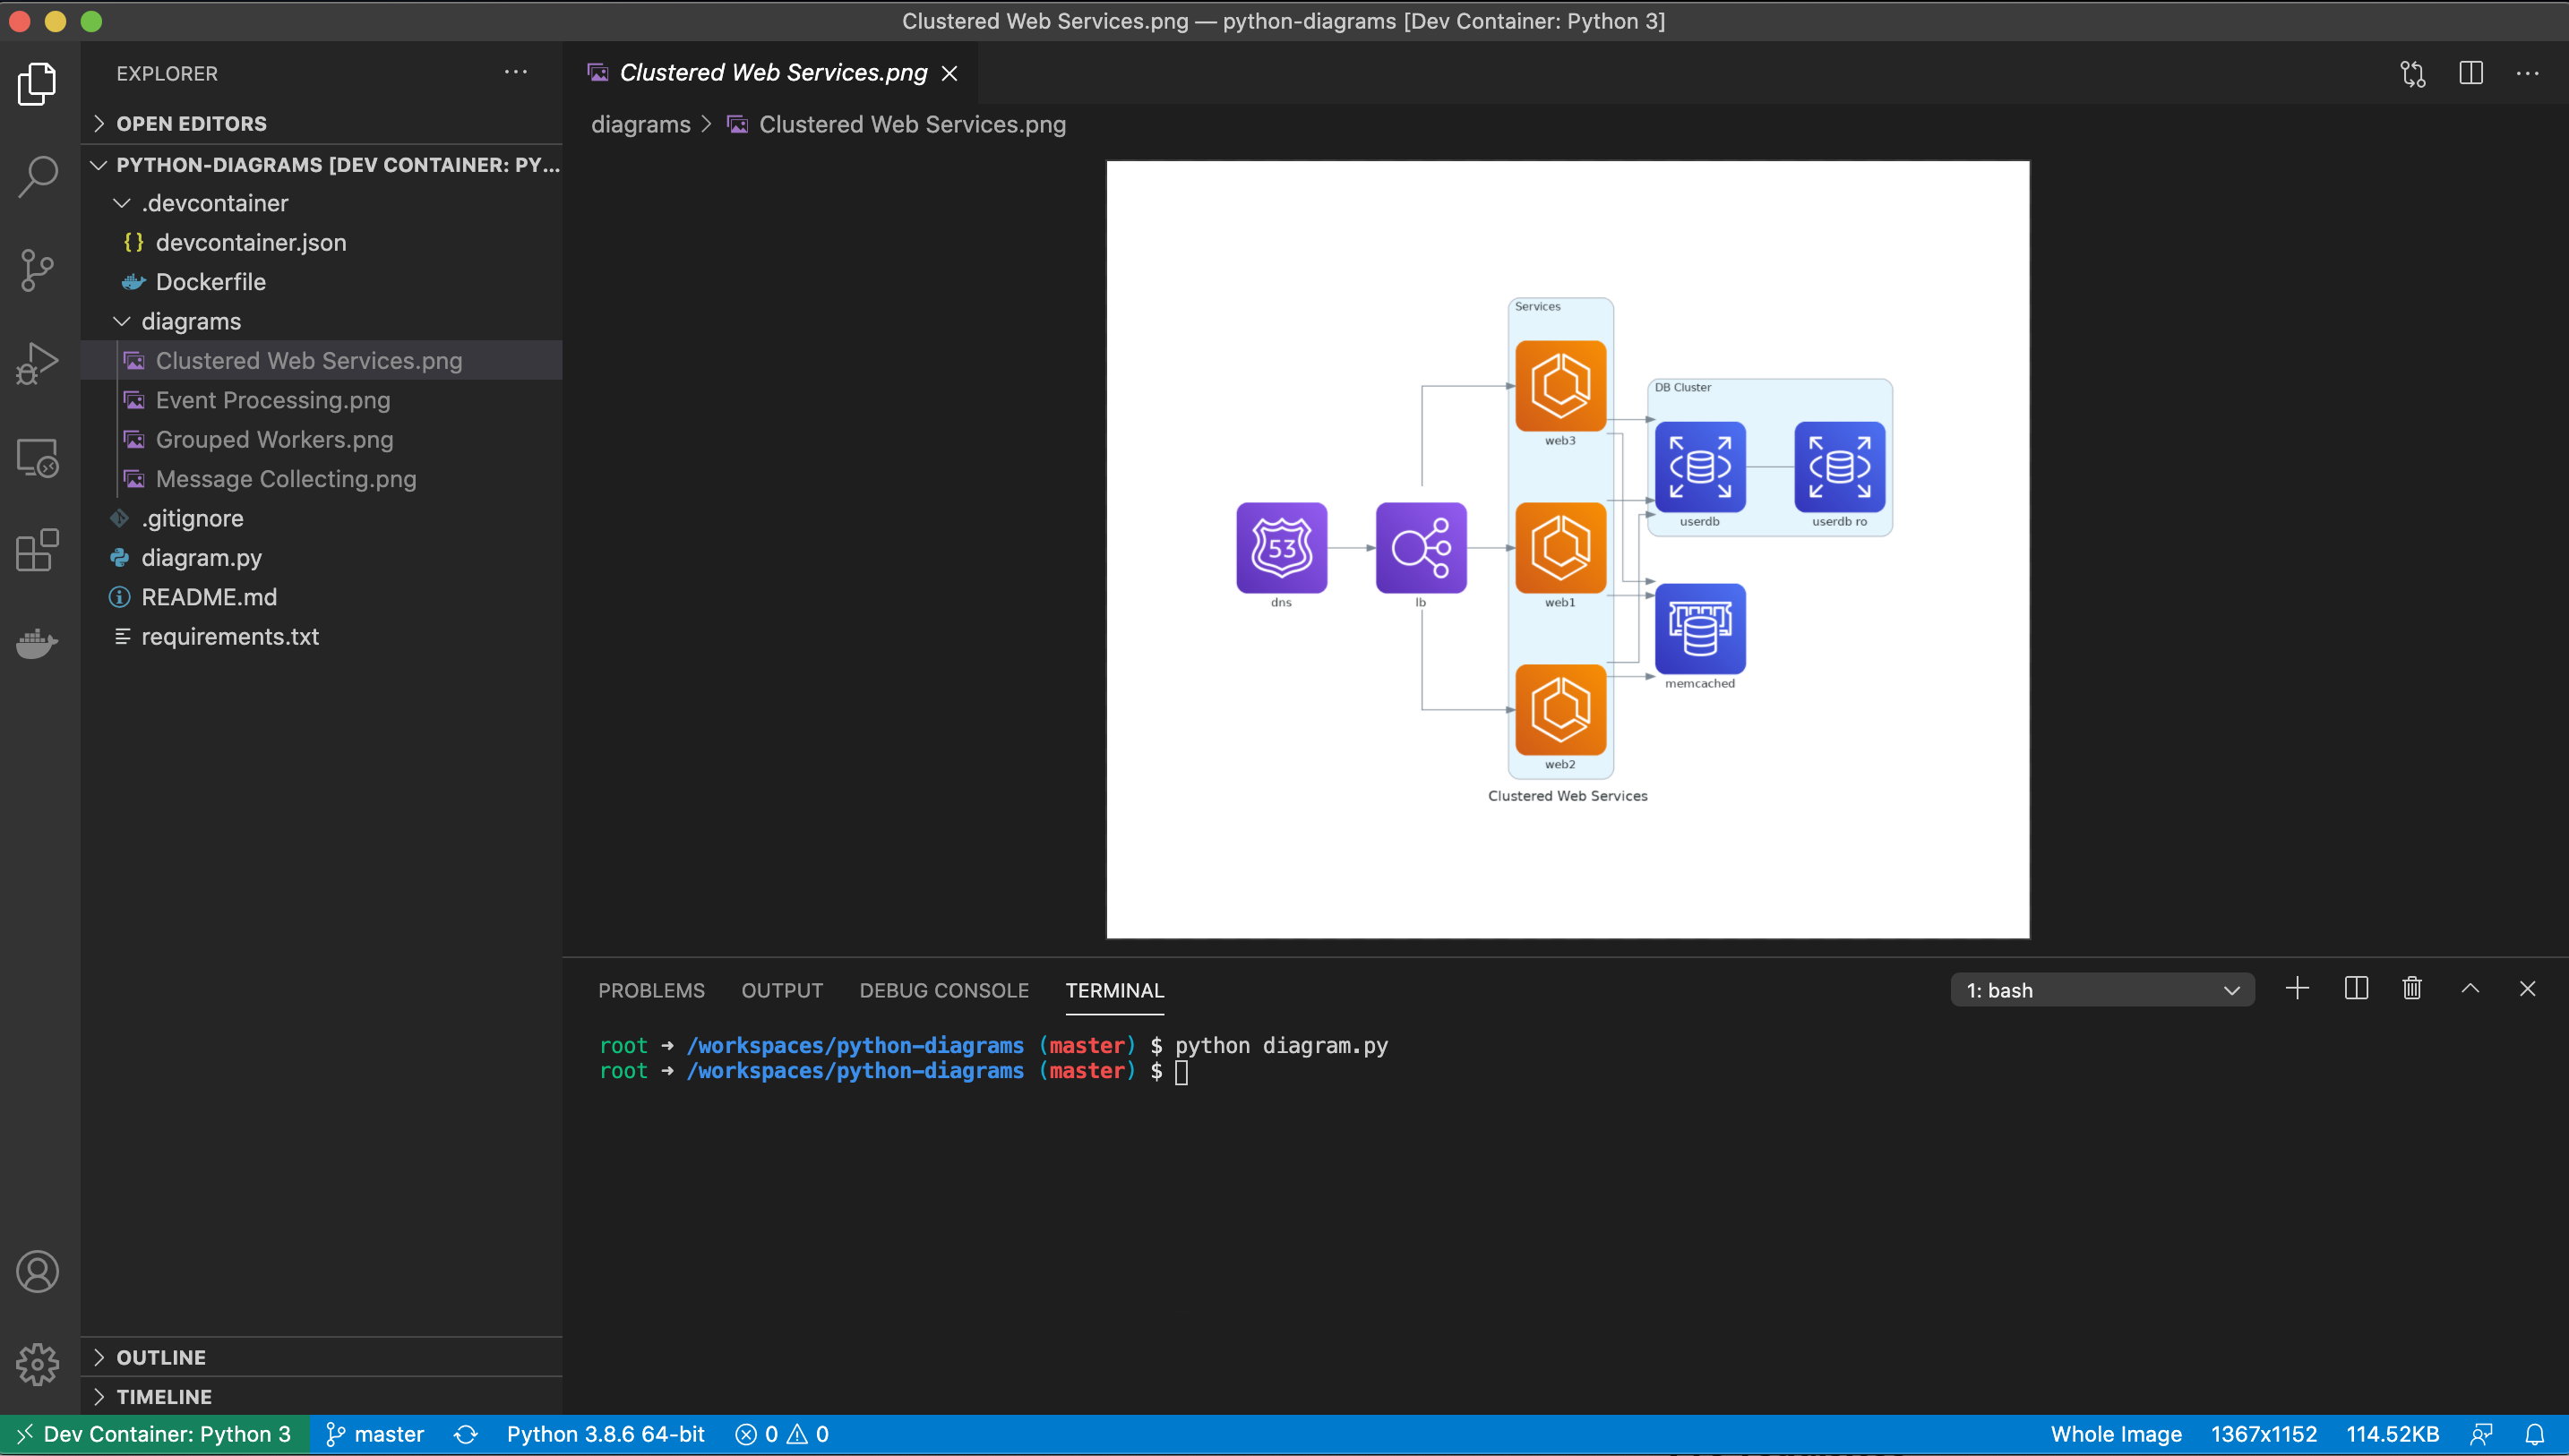 Clustered Web Services.png — python-diagrams [Dev Container: Python 3]
EXPLORER
OPEN EDITORS
PYTHON-DIAGRAMS [DEV CONTAINER: PY...
.devcontainer
{} devcontainer.json
Dockerfile
diagrams
Clustered Web Services.png
Event Processing.png
Grouped Workers.png
Message Collecting.png
.gitignore
diagram.py
README.md
requirements.txt
OUTLINE
TIMELINE
Clustered Web Services.png
diagrams > Clustered Web Services.png
Services
web3
DB Cluster
userdb
userdb ro
53
dns
lb
web1
memcached
web2
Clustered Web Services
PROBLEMS OUTPUT DEBUG CONSOLE TERMINAL
1: bash
root ➜ /workspaces/python-diagrams (master) $ python diagram.py
root ➜ /workspaces/python-diagrams (master) $
Dev Container: Python 3 master Python 3.8.6 64-bit 0 0 Whole Image 1367x1152 114.52KB